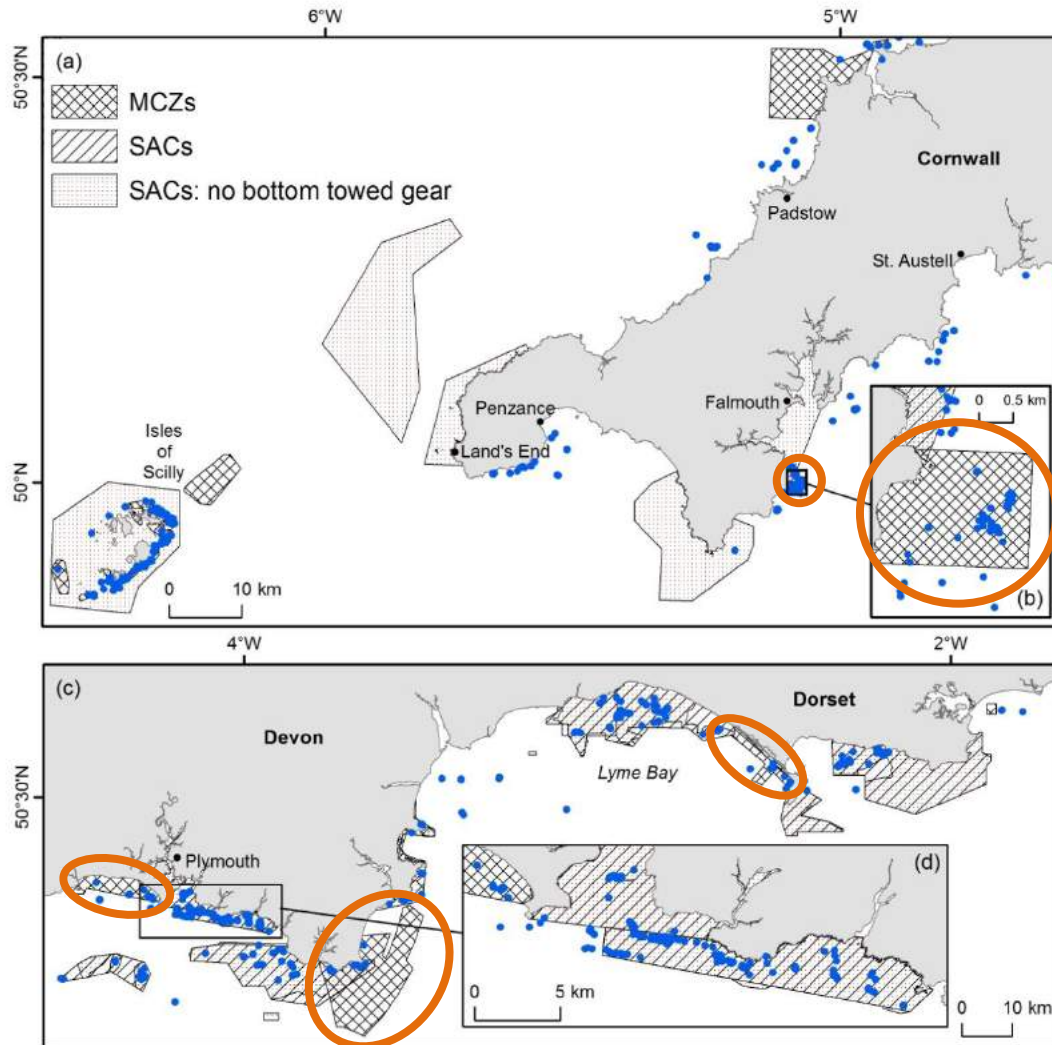 6°W
5°W
50°30'N
(a)
MCZs
SACs
SACs: no bottom towed gear
Cornwall
Padstow
St. Austell
Falmouth
Penzance
Land's End
Isles
of
Scilly
50°N
0 10 km
0 0.5 km
(b)
4°W
2°W
(c)
Devon
Dorset
Lyme Bay
50°30'N
Plymouth
(d)
0 5 km
0 10 km